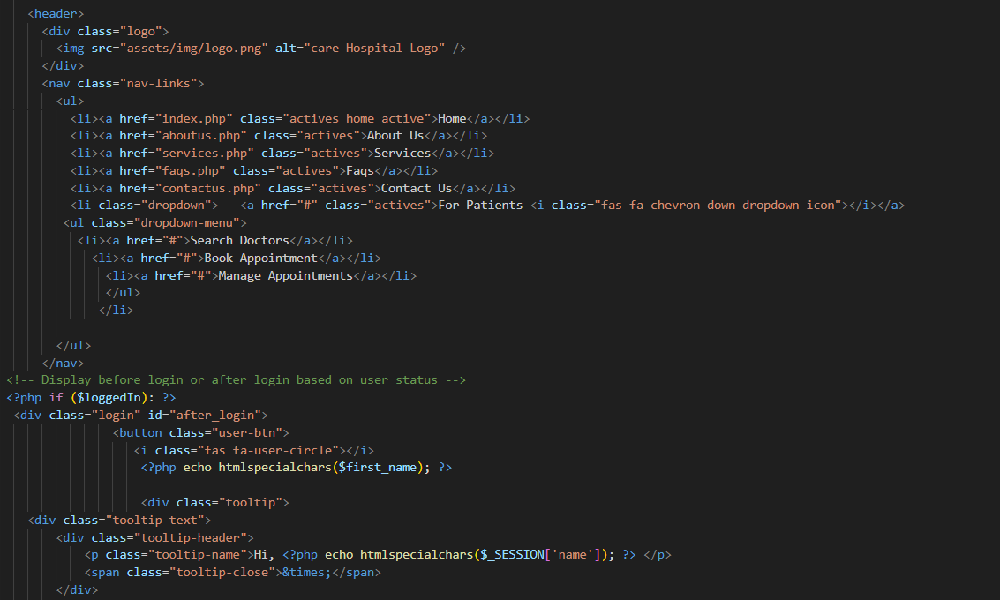 <header>
<div class="logo">
<img src="assets/img/logo.png" alt="care Hospital Logo" />
</div>
<nav class="nav-links">
<ul>
<li><a href="index.php" class="actives home active">Home</a></li>
<li><a href="aboutus.php" class="actives">About Us</a></li>
<li><a href="services.php" class="actives">Services</a></li>
<li><a href="faqs.php" class="actives">Faqs</a></li>
<li><a href="contactus.php" class="actives">Contact Us</a></li>
<li class="dropdown">   <a href="#" class="actives">For Patients <i class="fas fa-chevron-down dropdown-icon"></i></a>
<ul class="dropdown-menu">
<li><a href="#">Search Doctors</a></li>
<li><a href="#">Book Appointment</a></li>
<li><a href="#">Manage Appointments</a></li>
</ul>
</li>
</ul>
</nav>
<!-- Display before_login or after_login based on user status -->
<?php if ($loggedIn): ?>
<div class="login" id="after_login">
<button class="user-btn">
<i class="fas fa-user-circle"></i>
<?php echo htmlspecialchars($first_name); ?>
<div class="tooltip">
<div class="tooltip-text">
<div class="tooltip-header">
<p class="tooltip-name">Hi, <?php echo htmlspecialchars($_SESSION['name']); ?> </p>
<span class="tooltip-close">&times;</span>
</div>